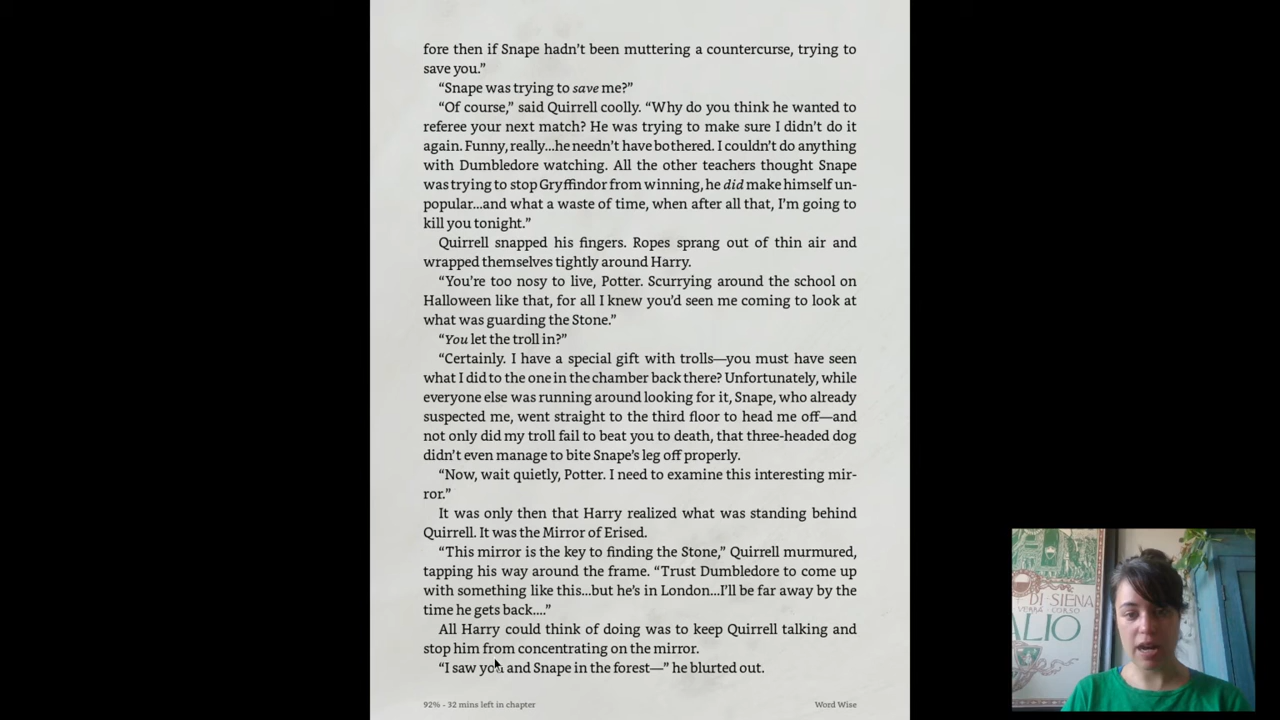 fore then if Snape hadn’t been muttering a countercurse, trying to
save you.”
“Snape was trying to save me?”
“Of course,” said Quirrell coolly. “Why do you think he wanted to
referee your next match? He was trying to make sure I didn’t do it
again. Funny, really...he needn’t have bothered. I couldn’t do anything
with Dumbledore watching. All the other teachers thought Snape
was trying to stop Gryffindor from winning, he did make himself un-
popular...and what a waste of time, when after all that, I’m going to
kill you tonight.”
Quirrell snapped his fingers. Ropes sprang out of thin air and
wrapped themselves tightly around Harry.
“You’re too nosy to live, Potter. Scurrying around the school on
Halloween like that, for all I knew you’d seen me coming to look at
what was guarding the Stone.”
“You let the troll in?”
“Certainly. I have a special gift with trolls—you must have seen
what I did to the one in the chamber back there? Unfortunately, while
everyone else was running around looking for it, Snape, who already
suspected me, went straight to the third floor to head me off—and
not only did my troll fail to beat you to death, that three-headed dog
didn’t even manage to bite Snape’s leg off properly.
“Now, wait quietly, Potter. I need to examine this interesting mir-
ror.”
It was only then that Harry realized what was standing behind
Quirrell. It was the Mirror of Erised.
“This mirror is the key to finding the Stone,” Quirrell murmured,
tapping his way around the frame. “Trust Dumbledore to come up
with something like this...but he’s in London...I’ll be far away by the
time he gets back....”
All Harry could think of doing was to keep Quirrell talking and
stop him from concentrating on the mirror.
“I saw you and Snape in the forest—” he blurted out.
92% - 32 mins left in chapter
Word Wise
DI SIENA
VERRÀ CORSO
ALIO